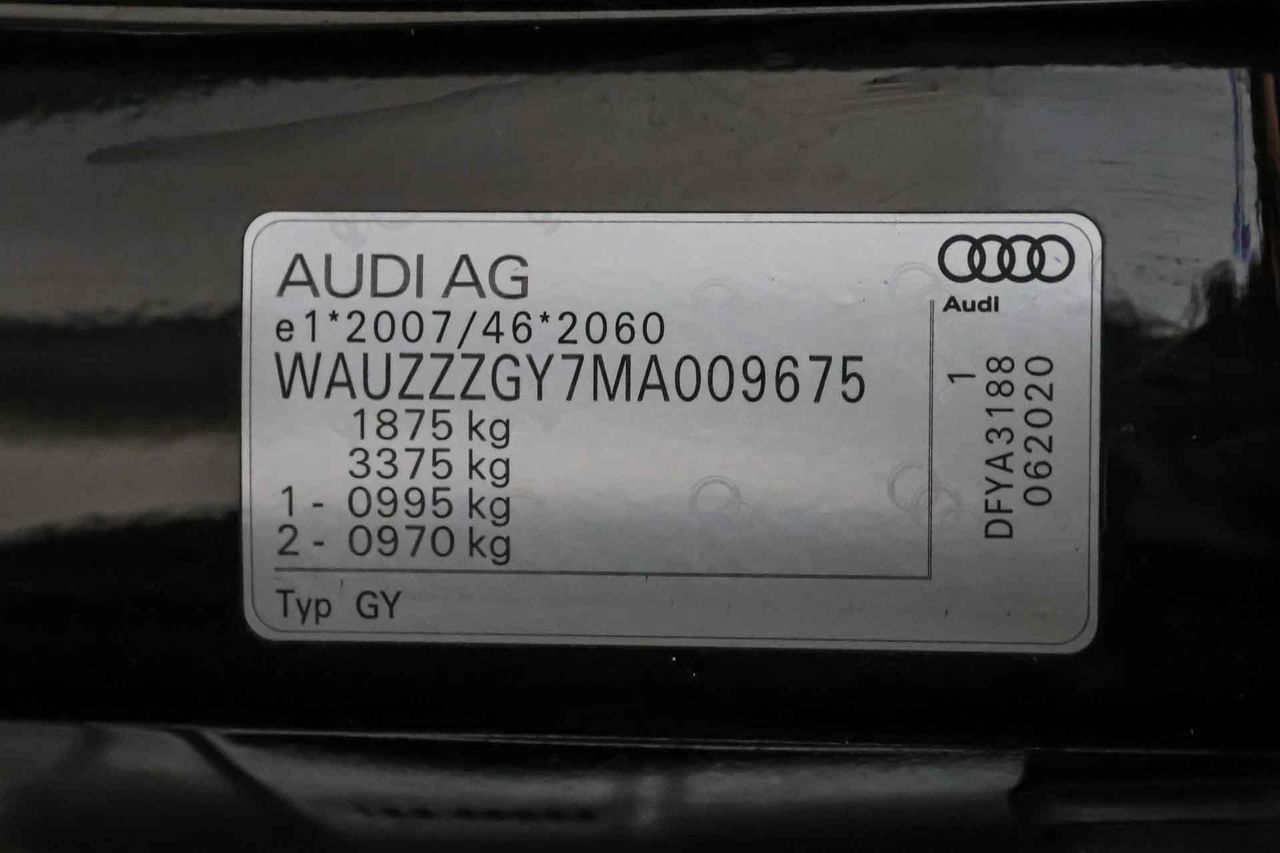 AUDI AG
e1*2007/46*2060
WAUZZZGY7MA009675
1875 kg
3375 kg
1 - 0995 kg
2 - 0970 kg
Typ GY
Audi
1
DFYA3188
062020